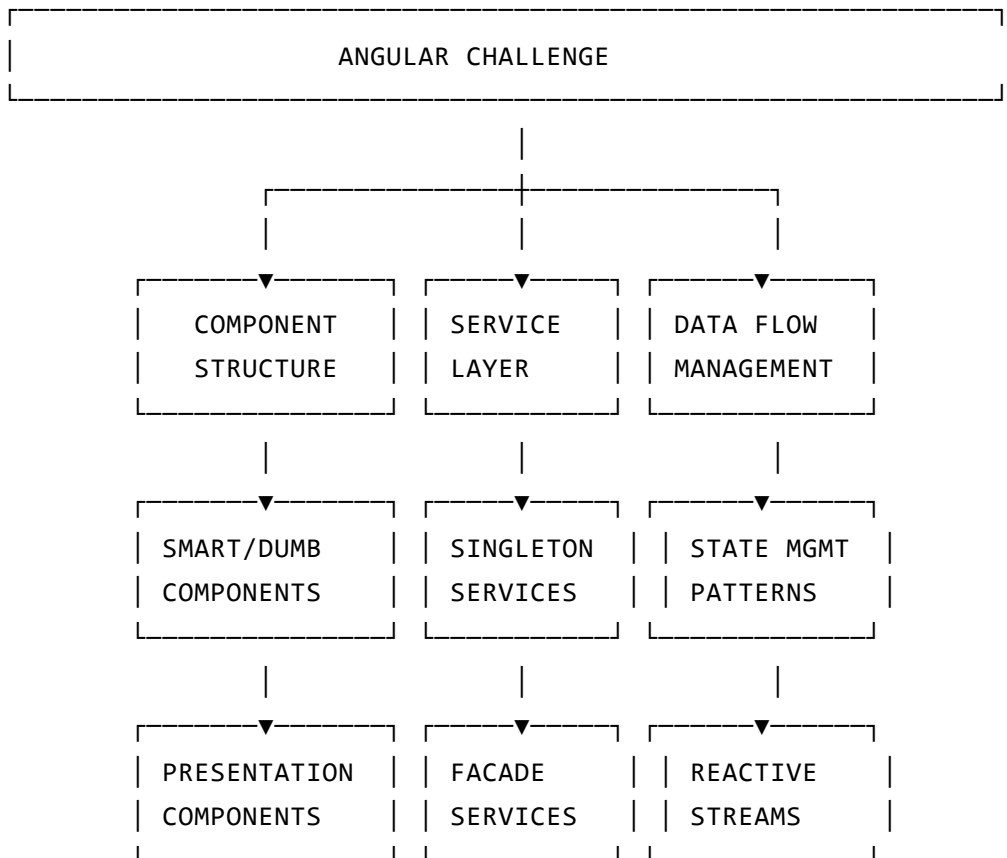 ANGULAR CHALLENGE
COMPONENT SERVICE DATA FLOW
STRUCTURE LAYER MANAGEMENT
SMART/DUMB SINGLETON STATE MGMT
COMPONENTS SERVICES PATTERNS
PRESENTATION FACADE REACTIVE
COMPONENTS SERVICES STREAMS